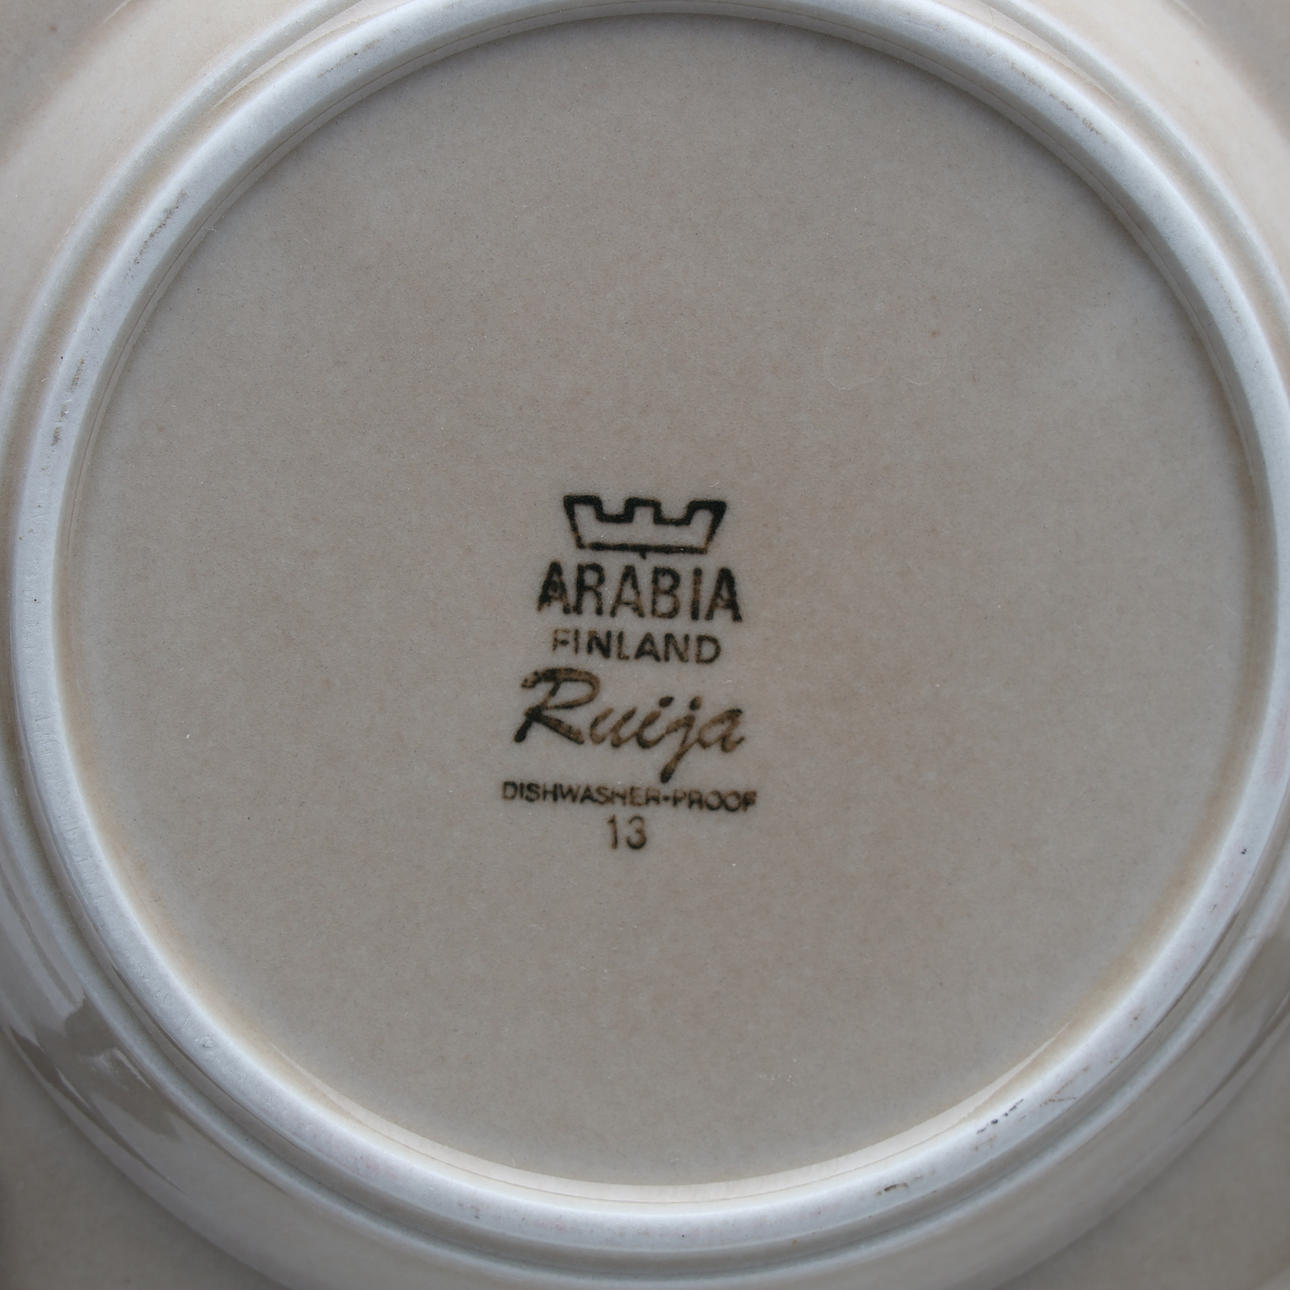 ARABIA
FINLAND
Ruija
DISHWASHER-PROOF
13